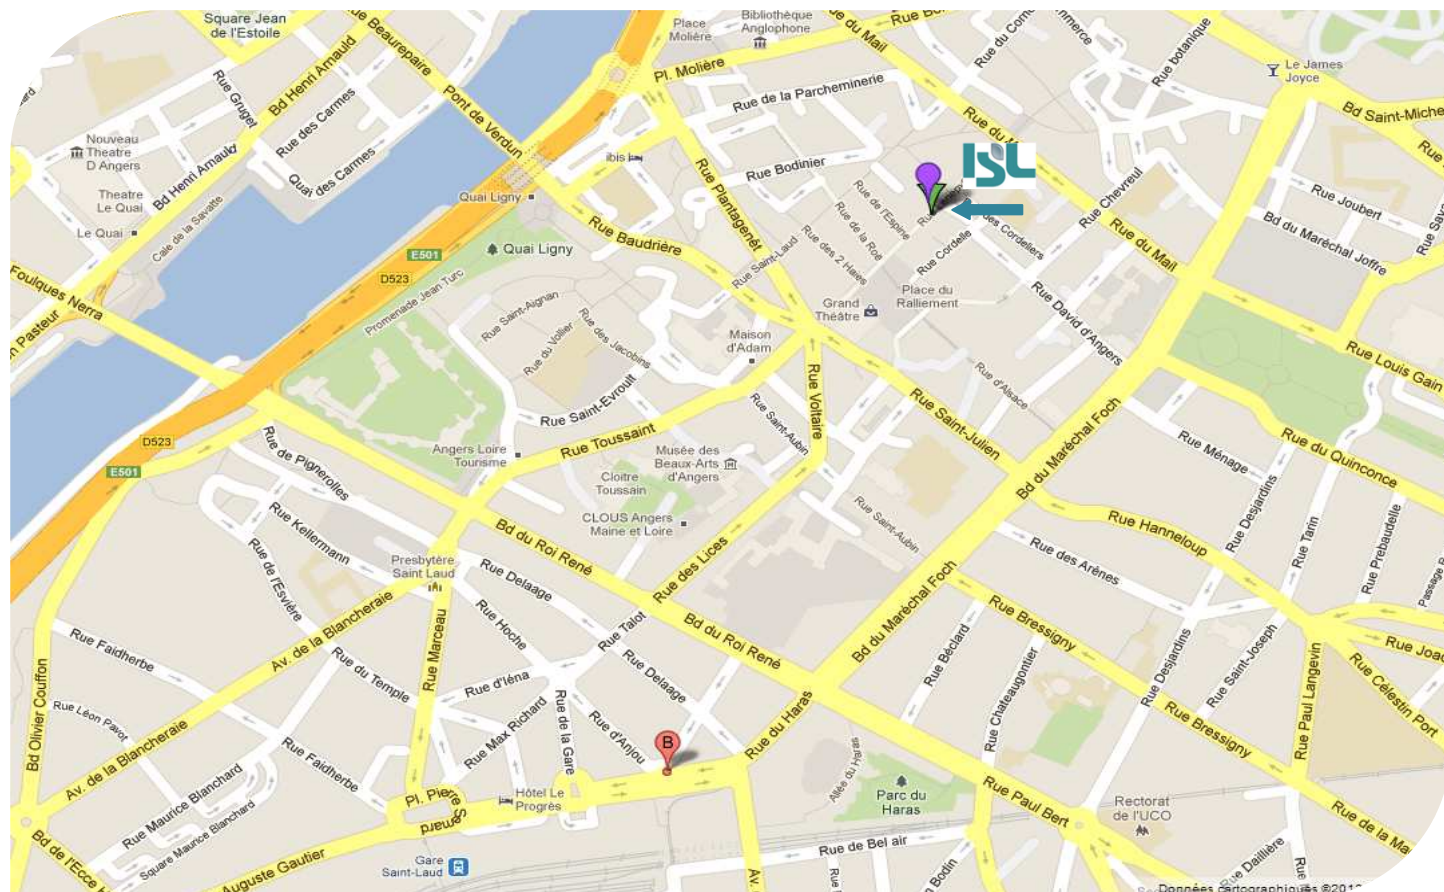 Square Jean
de l'Estoile
Rue Beaurepaire
Place
Molière
Bibliothèque
Anglophone
Rue du Mail
Rue botanique
Le James
Joyce
Bd Henri Arnauld
Rue Gruget
Rue des Carmes
Pont de Verdun
Pl. Molière
Rue de la Parcheminerie
Bd Saint-Miche
Nouveau
Theatre
D Angers
Quai des Carmes
ibis
Rue Bodinier
ISL
Theatre
Le Quai
Bd Henri Arnauld
Quai Ligny
Rue Plantagenêt
Rue de l'Espine
Rue Chevreul
Rue Joubert
Le Quai
Cale de la Savatte
Rue Baudrière
Rue de la Roe
Rue des Cordeliers
Bd du Maréchal Joffre
Quai Ligny
E501
D523
Rue Saint-Laud
Rue des 2 Haies
Rue Cordelle
Rue du Mail
Foulques Nerra
Promenade Jean Turc
Place du
Ralliement
Grand
Théâtre
Rue Saint-Aignan
Rue du Vollier
Rue des Jacobins
Maison
d'Adam
Rue David d'Angers
Rue Louis Gain
Rue d'Alsace
Rue Voltaire
Rue Saint-Evroult
Rue Saint-Aubin
Rue Saint-Julien
Bd du Maréchal Foch
D523
E501
Rue de Pignerolles
Angers Loire
Tourisme
Rue Toussaint
Musée des
Beaux-Arts
d'Angers
Cloitre
Toussain
Rue Ménage
Rue du Quinconce
CLOUS Angers
Maine et Loire
Rue Saint-Aubin
Rue Hanneloup
Rue Desjardins
Rue Tarin
Rue Prebaudelle
Rue Kellermann
Rue de l'Esvière
Bd du Roi René
Presbytère
Saint Laud
Rue Delaage
Rue des Lices
Rue des Arènes
Bd du Maréchal Foch
Rue Bressigny
Rue Faidherbe
Av. de la Blancheraie
Rue Marceau
Rue Hoche
Rue Talot
Bd du Roi René
Rue Béclard
Rue Desjardins
Rue Saint-Joseph
Rue Paul Langevin
Rue Célestin Port
Rue du Temple
Rue d'Iéna
Rue Delaage
Rue Chateaugontier
Bd Olivier Couffon
Rue Léon Pavot
Rue Max Richard
Rue de la Gare
Rue d'Anjou
B
Rue du Haras
Allée du Haras
Rue Bressigny
Av. de la Blancheraie
Rue Faidherbe
Rue Maurice Blanchard
Square Maurice Blanchard
Pl. Pierre Semard
Hôtel Le
Progrès
Parc du
Haras
Rue Paul Bert
Rectorat
de l'UCO
Auguste Gautier
Gare
Saint-Laud
Rue de Bel air
Rue Dallière
Données cartographiques ©2012